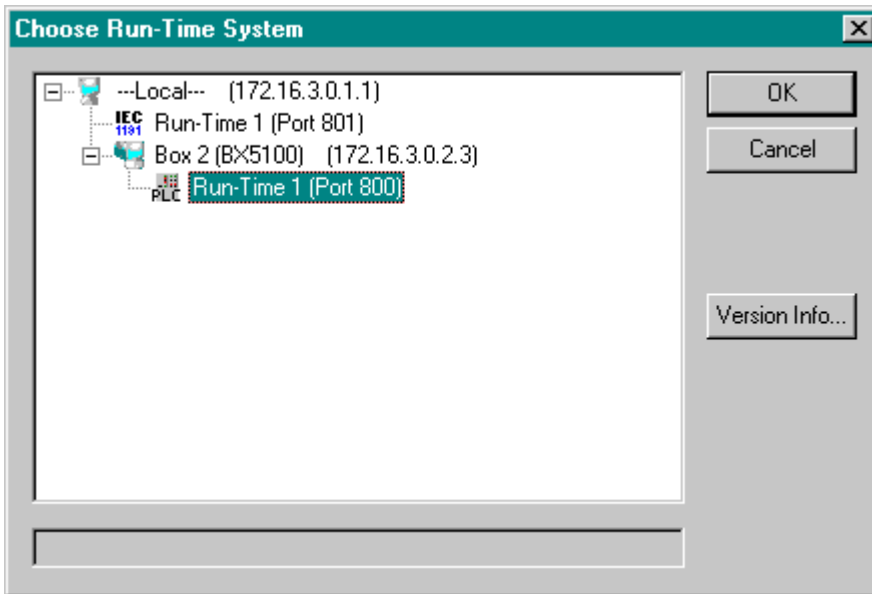 Choose Run-Time System
---Local--- (172.16.3.0.1.1)
IEC 1131 Run-Time 1 (Port 801)
Box 2 (BX5100) (172.16.3.0.2.3)
PLC Run-Time 1 (Port 800)
OK
Cancel
Version Info...